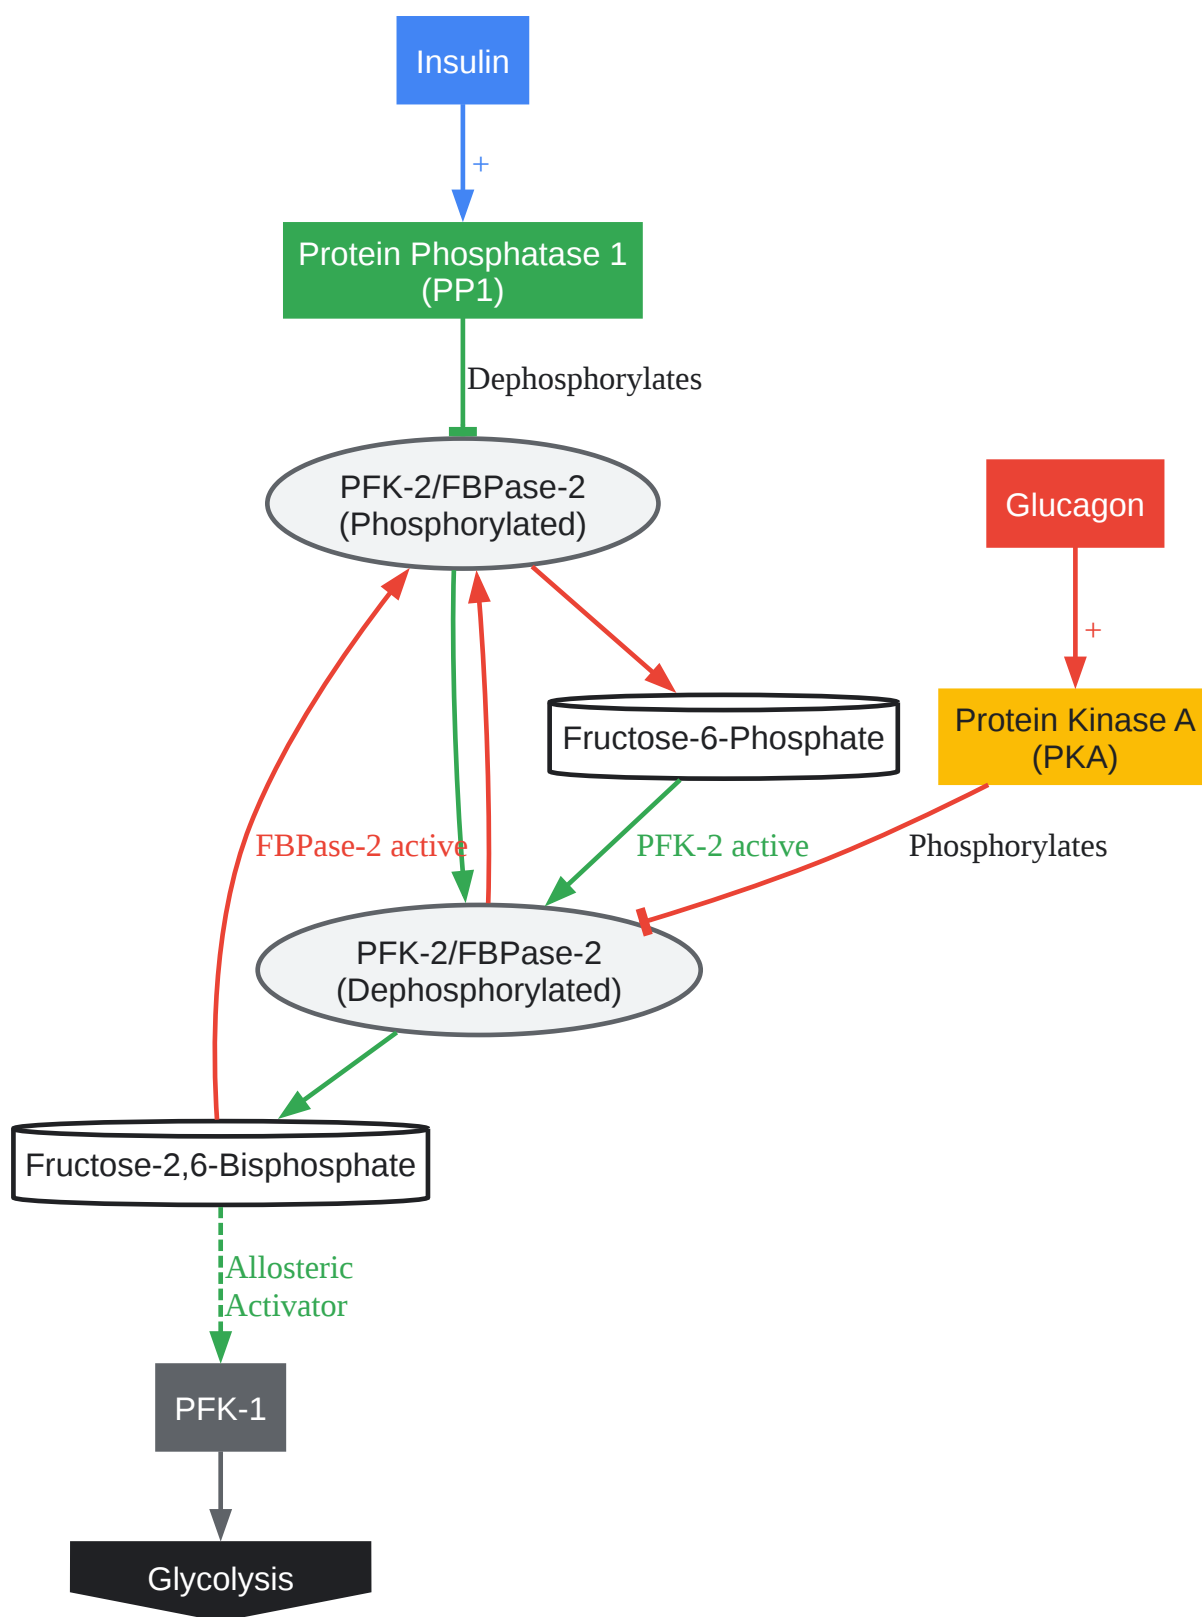 Insulin
+
Protein Phosphatase 1
(PP1)
Dephosphorylates
PFK-2/FBPase-2
(Phosphorylated)
Glucagon
+
Fructose-6-Phosphate
Protein Kinase A
(PKA)
FBPase-2 active
PFK-2 active
Phosphorylates
PFK-2/FBPase-2
(Dephosphorylated)
Fructose-2,6-Bisphosphate
Allosteric
Activator
PFK-1
Glycolysis